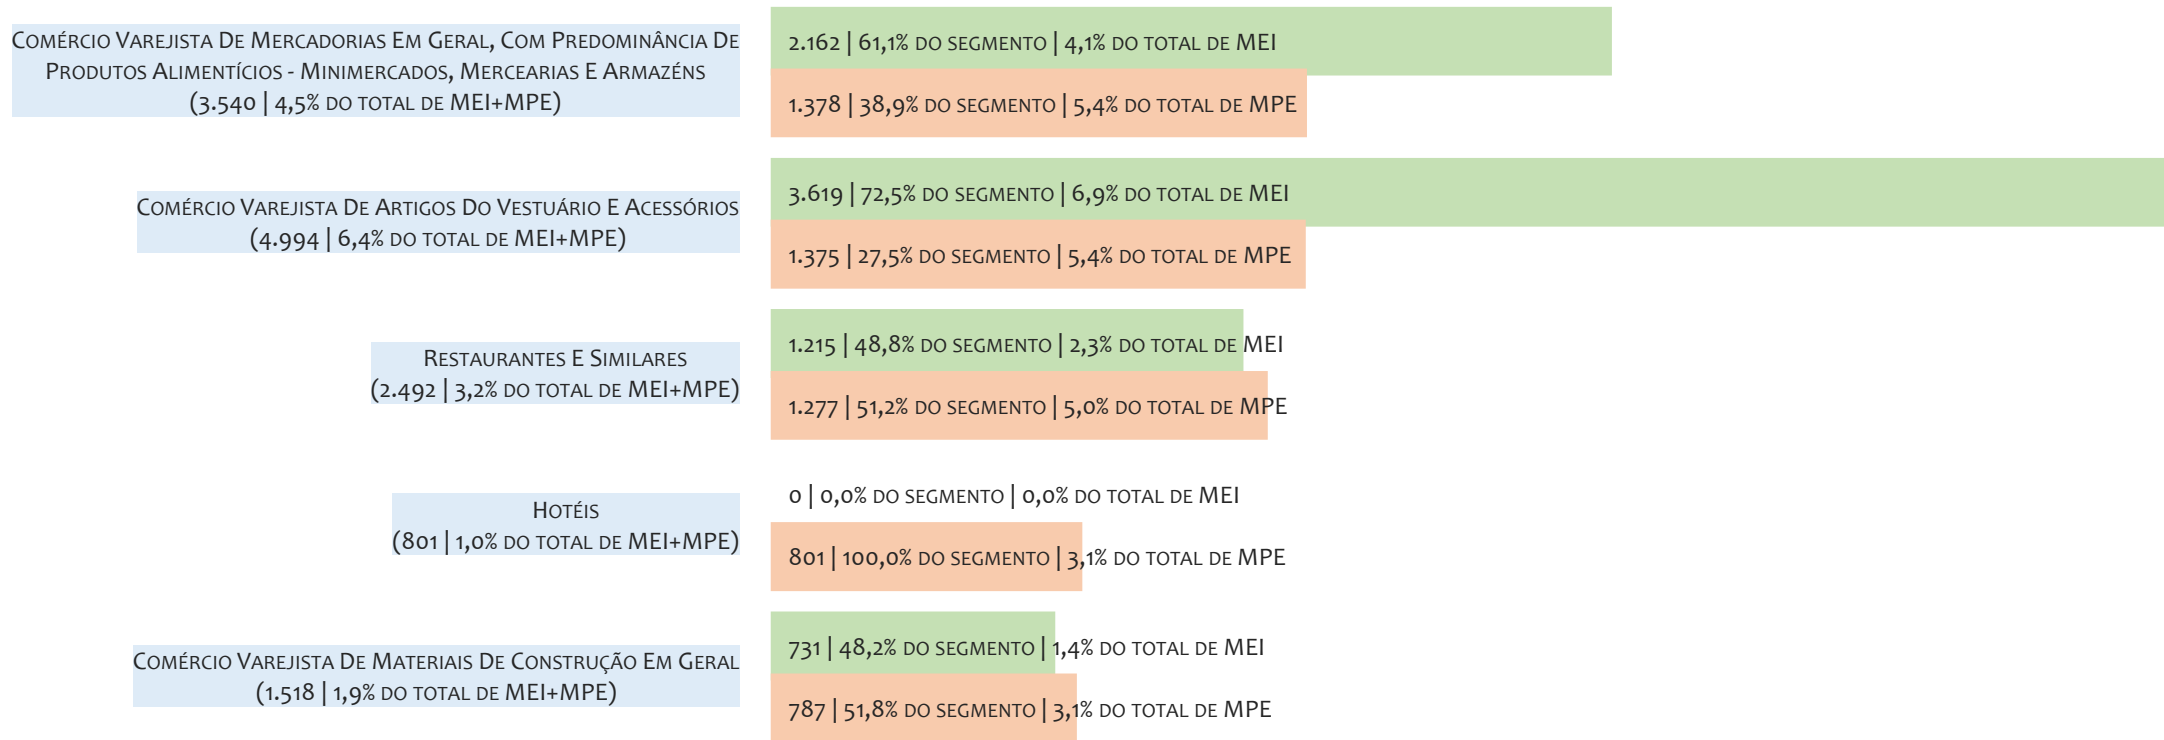 Comércio Varejista De Mercadorias Em Geral, Com Predominância De
Produtos Alimentícios - Minimercados, Mercearias E Armazéns
(3.540 | 4,5% do total de MEI+MPE)
2.162 | 61,1% do segmento | 4,1% do total de MEI
1.378 | 38,9% do segmento | 5,4% do total de MPE
Comércio Varejista De Artigos Do Vestuário E Acessórios
(4.994 | 6,4% do total de MEI+MPE)
3.619 | 72,5% do segmento | 6,9% do total de MEI
1.375 | 27,5% do segmento | 5,4% do total de MPE
Restaurantes E Similares
(2.492 | 3,2% do total de MEI+MPE)
1.215 | 48,8% do segmento | 2,3% do total de MEI
1.277 | 51,2% do segmento | 5,0% do total de MPE
Hotéis
(801 | 1,0% do total de MEI+MPE)
0 | 0,0% do segmento | 0,0% do total de MEI
801 | 100,0% do segmento | 3,1% do total de MPE
Comércio Varejista De Materiais De Construção Em Geral
(1.518 | 1,9% do total de MEI+MPE)
731 | 48,2% do segmento | 1,4% do total de MEI
787 | 51,8% do segmento | 3,1% do total de MPE